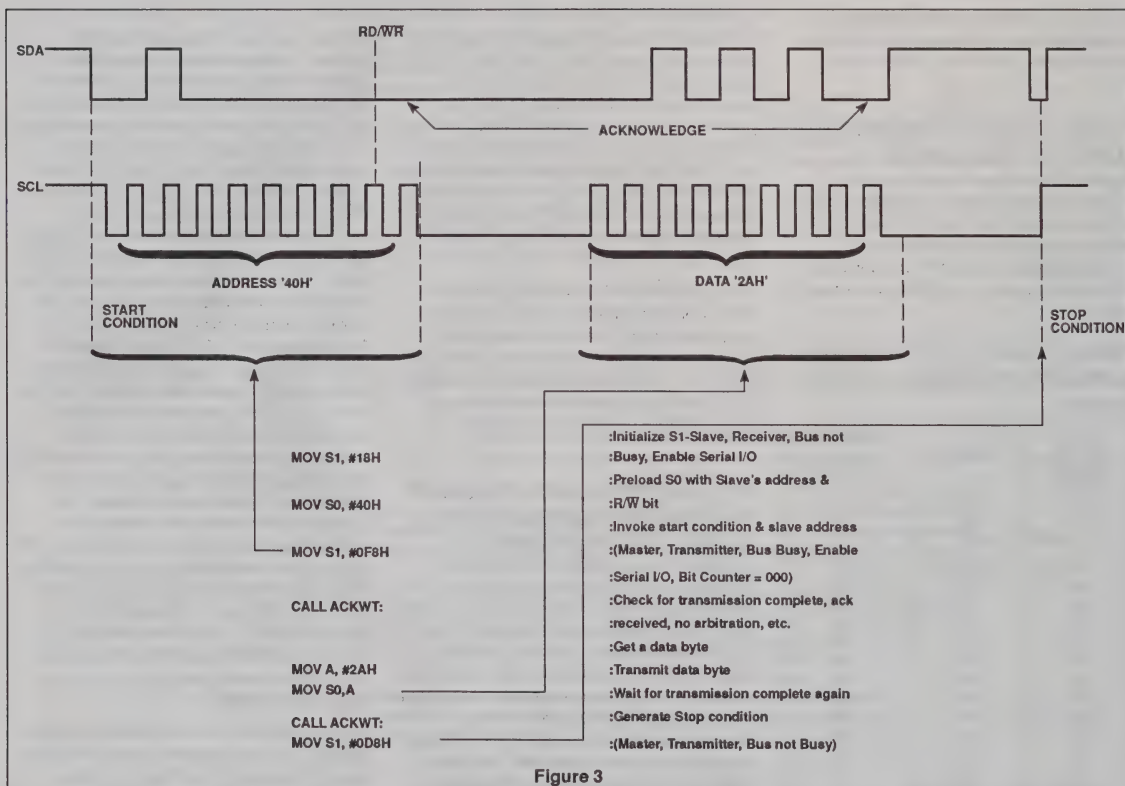 RD/WR
SDA
ACKNOWLEDGE
SCL
ADDRESS '40H'
DATA '2AH'
START
CONDITION
STOP
CONDITION
:Initialize S1-Slave, Receiver, Bus not
MOV S1, #18H
:Busy, Enable Serial I/O
:Preload S0 with Slave's address &
MOV S0, #40H
:R/W bit
:Invoke start condition & slave address
MOV S1, #0F8H
:(Master, Transmitter, Bus Busy, Enable
:Serial I/O, Bit Counter = 000)
CALL ACKWT:
:Check for transmission complete, ack
:received, no arbitration, etc.
:Get a data byte
MOV A, #2AH
:Transmit data byte
MOV S0,A
:Wait for transmission complete again
CALL ACKWT:
:Generate Stop condition
MOV S1, #0D8H
:(Master, Transmitter, Bus not Busy)
Figure 3